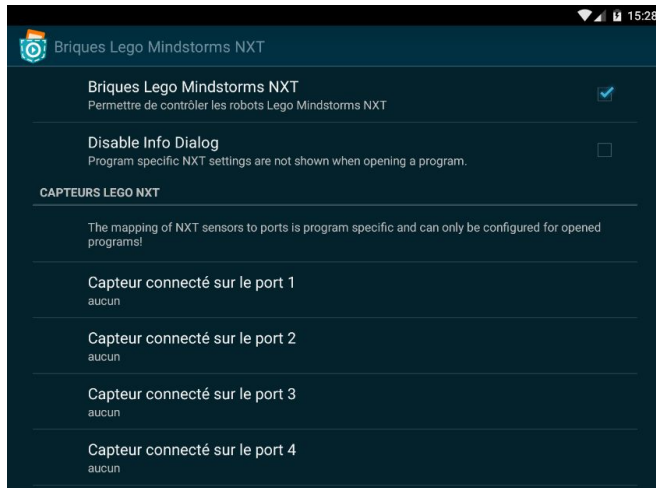 15:28
Briques Lego Mindstorms NXT
Briques Lego Mindstorms NXT
Permettre de contrôler les robots Lego Mindstorms NXT
Disable Info Dialog
Program specific NXT settings are not shown when opening a program.
CAPTEURS LEGO NXT
The mapping of NXT sensors to ports is program specific and can only be configured for opened
programs!
Capteur connecté sur le port 1
aucun
Capteur connecté sur le port 2
aucun
Capteur connecté sur le port 3
aucun
Capteur connecté sur le port 4
aucun